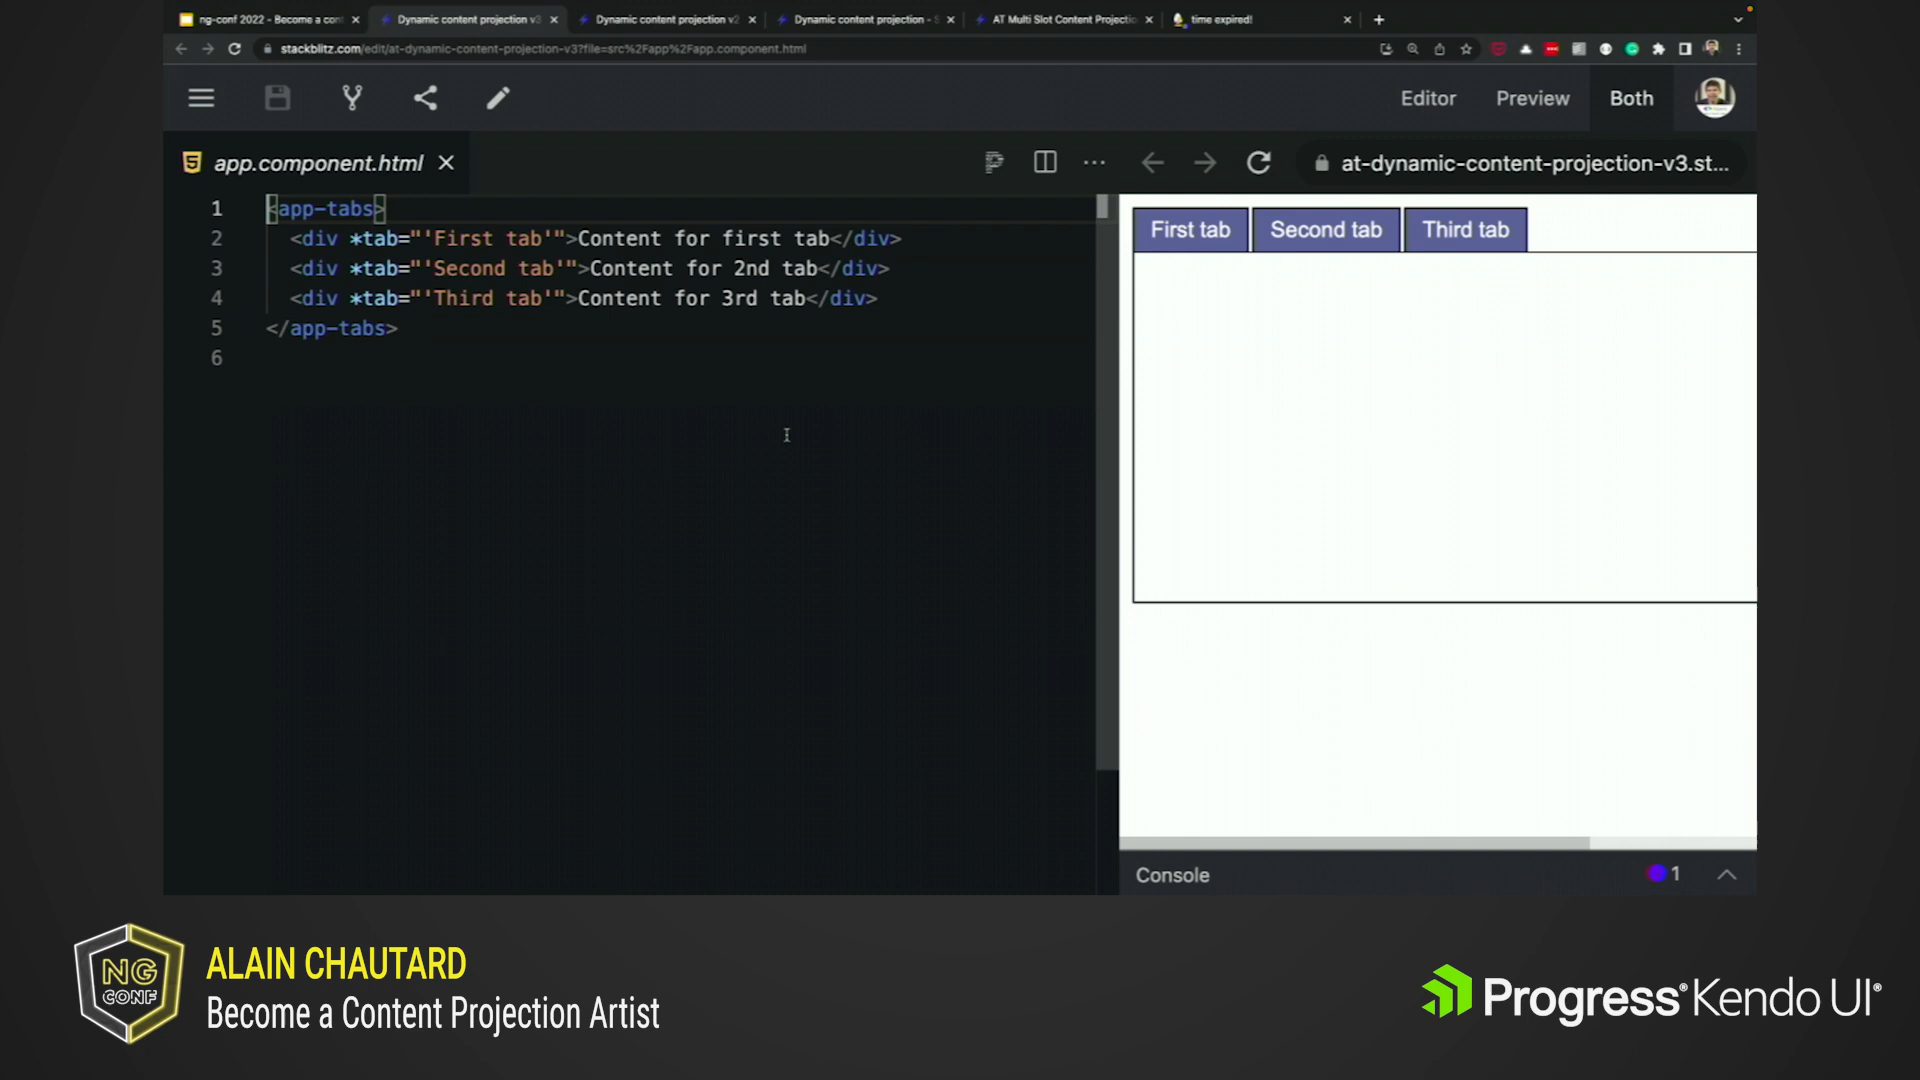 ng-conf 2022 - Become a cont
Dynamic content projection v3
Dynamic content projection v2
Dynamic content projection - S
AT Multi Slot Content Projectio
time expired!
stackblitz.com/edit/at-dynamic-content-projection-v3?file=src%2Fapp%2Fapp.component.html
Editor
Preview
Both
app.component.html
at-dynamic-content-projection-v3.st...
1 <app-tabs>
2 <div *tab="'First tab'">Content for first tab</div>
3 <div *tab="'Second tab'">Content for 2nd tab</div>
4 <div *tab="'Third tab'">Content for 3rd tab</div>
5 </app-tabs>
6
First tab
Second tab
Third tab
Console
1
NG
CONF
ALAIN CHAUTARD
Become a Content Projection Artist
Progress® Kendo UI®